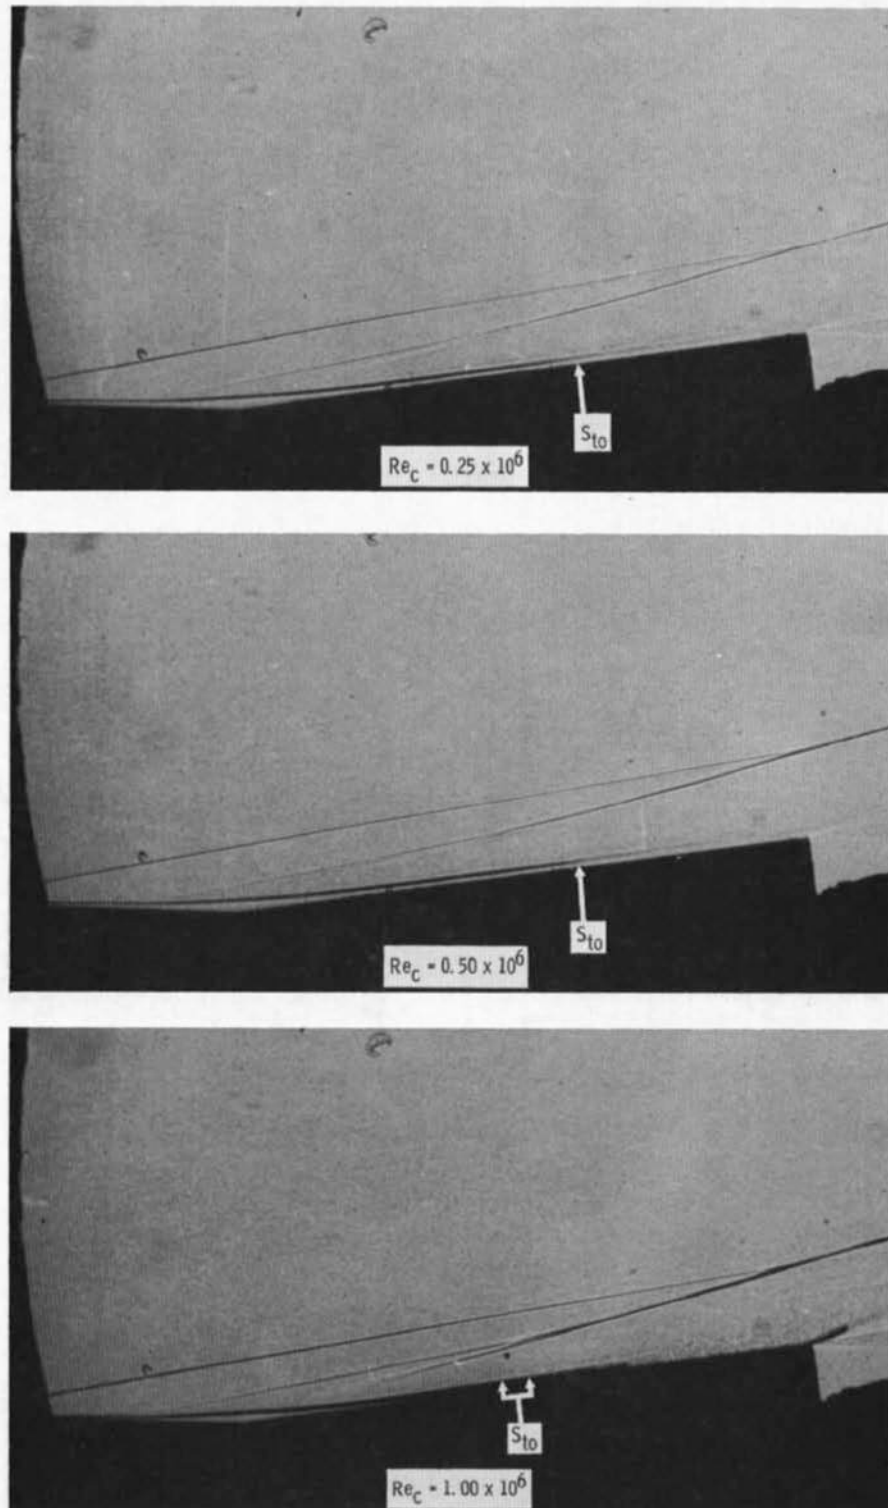 S_to
Re_c = 0.25 x 10^6
S_to
Re_c = 0.50 x 10^6
S_to
Re_c = 1.00 x 10^6